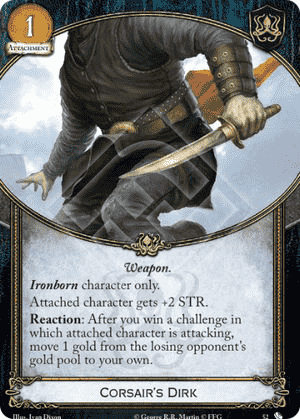 1
ATTACHMENT
Weapon.
Ironborn character only.
Attached character gets +2 STR.
Reaction: After you win a challenge in
which attached character is attacking,
move 1 gold from the losing opponent's
gold pool to your own.
CORSAIR'S DIRK
Illus. Ivan Dixon © George R.R. Martin © FFG 52